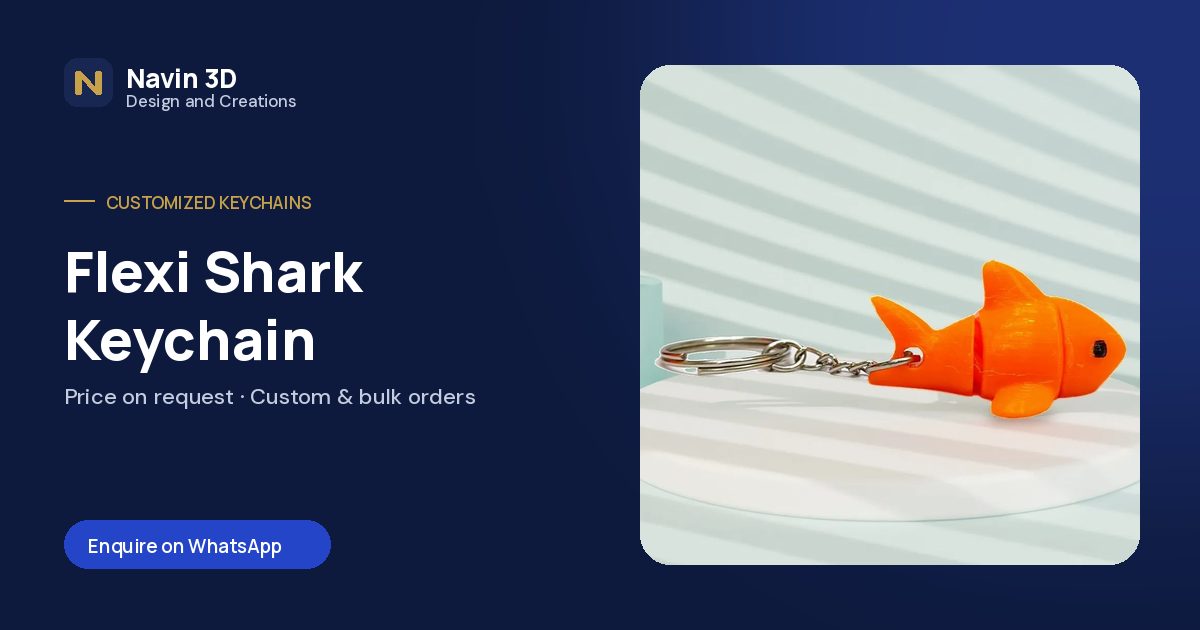 N
Navin 3D
Design and Creations
CUSTOMIZED KEYCHAINS
Flexi Shark
Keychain
Price on request · Custom & bulk orders
Enquire on WhatsApp